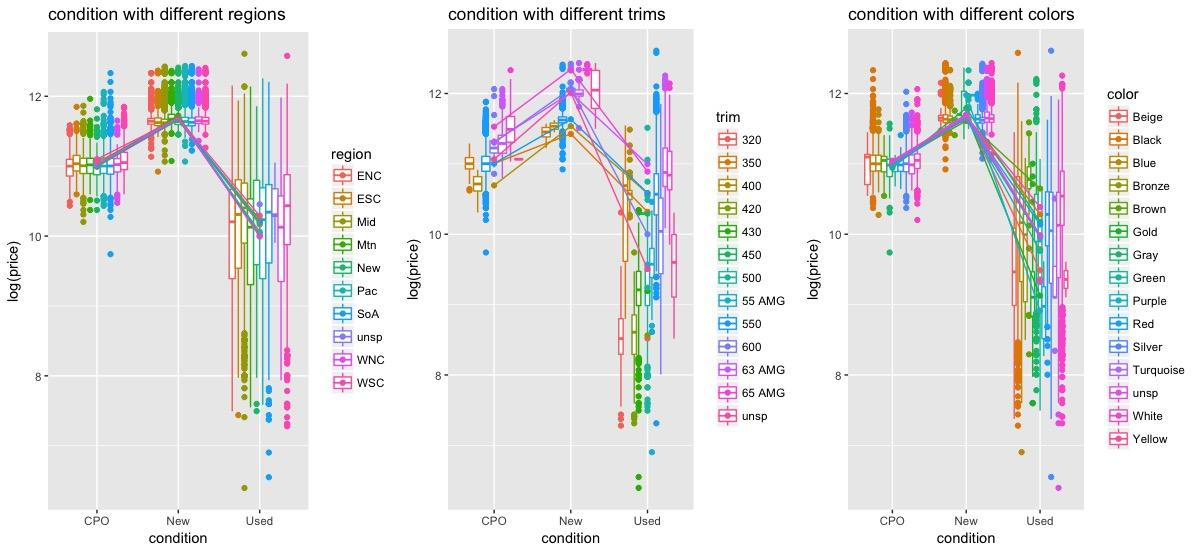 condition with different regions
log(price)
12
10
8
CPO New Used
condition
region
ENC
ESC
Mid
Mtn
New
Pac
SoA
unsp
WNC
WSC
condition with different trims
log(price)
12
10
8
CPO New Used
condition
trim
320
350
400
420
430
450
500
55 AMG
550
600
63 AMG
65 AMG
unsp
condition with different colors
log(price)
12
10
8
CPO New Used
condition
color
Beige
Black
Blue
Bronze
Brown
Gold
Gray
Green
Purple
Red
Silver
Turquoise
unsp
White
Yellow